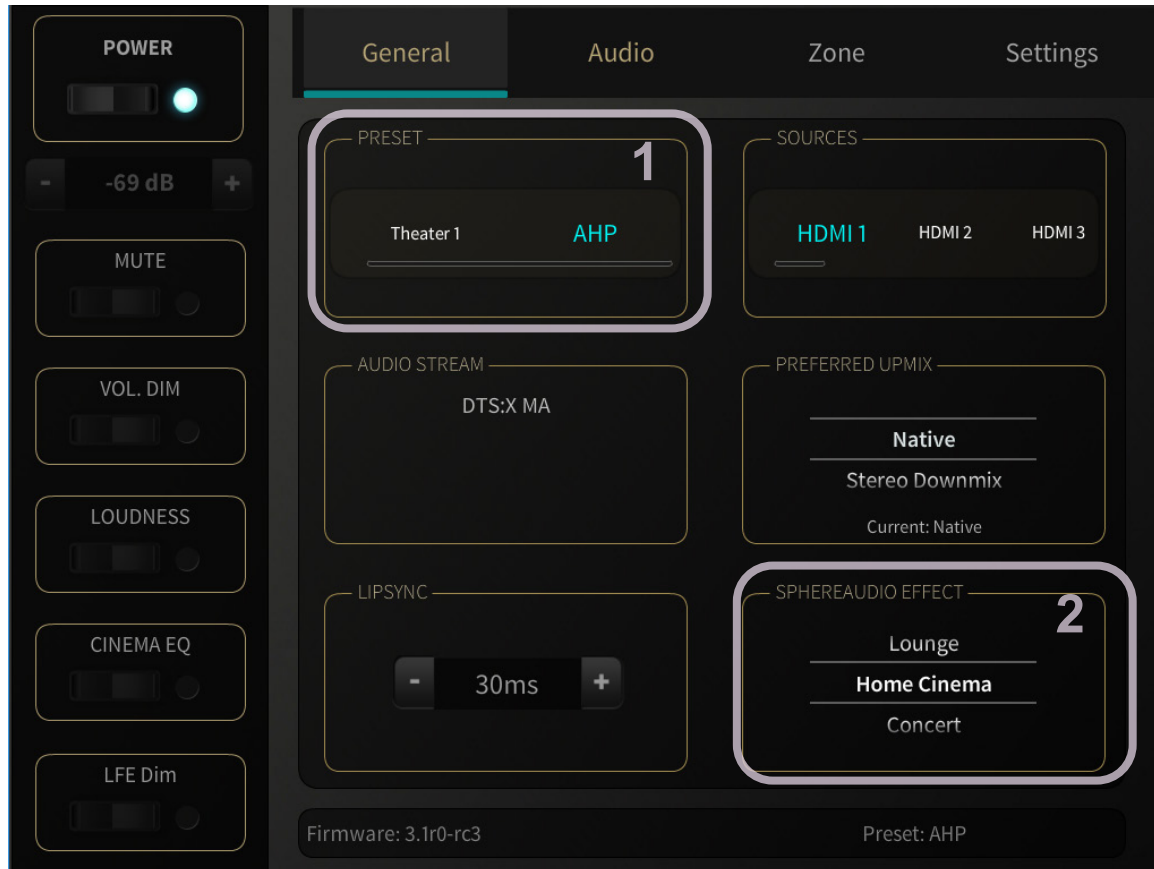 POWER
-
-69 dB
+
MUTE
VOL. DIM
LOUDNESS
CINEMA EQ
LFE Dim
General
Audio
Zone
Settings
PRESET
1
Theater 1
AHP
SOURCES
HDMI 1
HDMI 2
HDMI 3
AUDIO STREAM
DTS:X MA
PREFERRED UPMIX
Native
Stereo Downmix
Current: Native
LIPSYNC
-
30ms
+
SPHEREAUDIO EFFECT
2
Lounge
Home Cinema
Concert
Firmware: 3.1r0-rc3
Preset: AHP